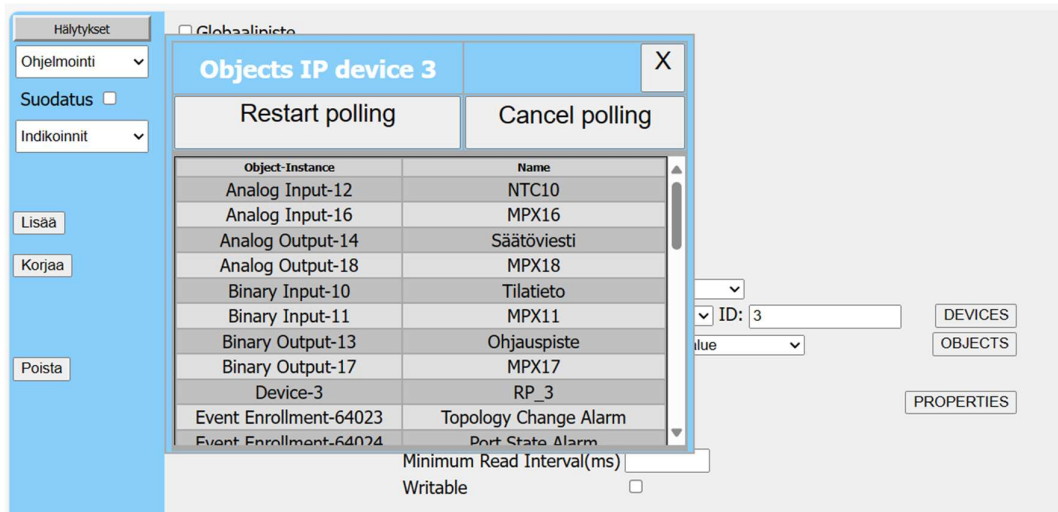 Hälytykset
Globaalipiste
Ohjelmointi
Suodatus
Indikoinnit
Lisää
Korjaa
Poista
Objects IP device 3
X
Restart polling
Cancel polling
Object-Instance Name
Analog Input-12 NTC10
Analog Input-16 MPX16
Analog Output-14 Säätöviesti
Analog Output-18 MPX18
Binary Input-10 Tilatieto
Binary Input-11 MPX11
Binary Output-13 Ohjauspiste
Binary Output-17 MPX17
Device-3 RP_3
Event Enrollment-64023 Topology Change Alarm
Event Enrollment-64024 Port State Alarm
ID: 3 DEVICES
OBJECTS
PROPERTIES
Minimum Read Interval(ms)
Writable